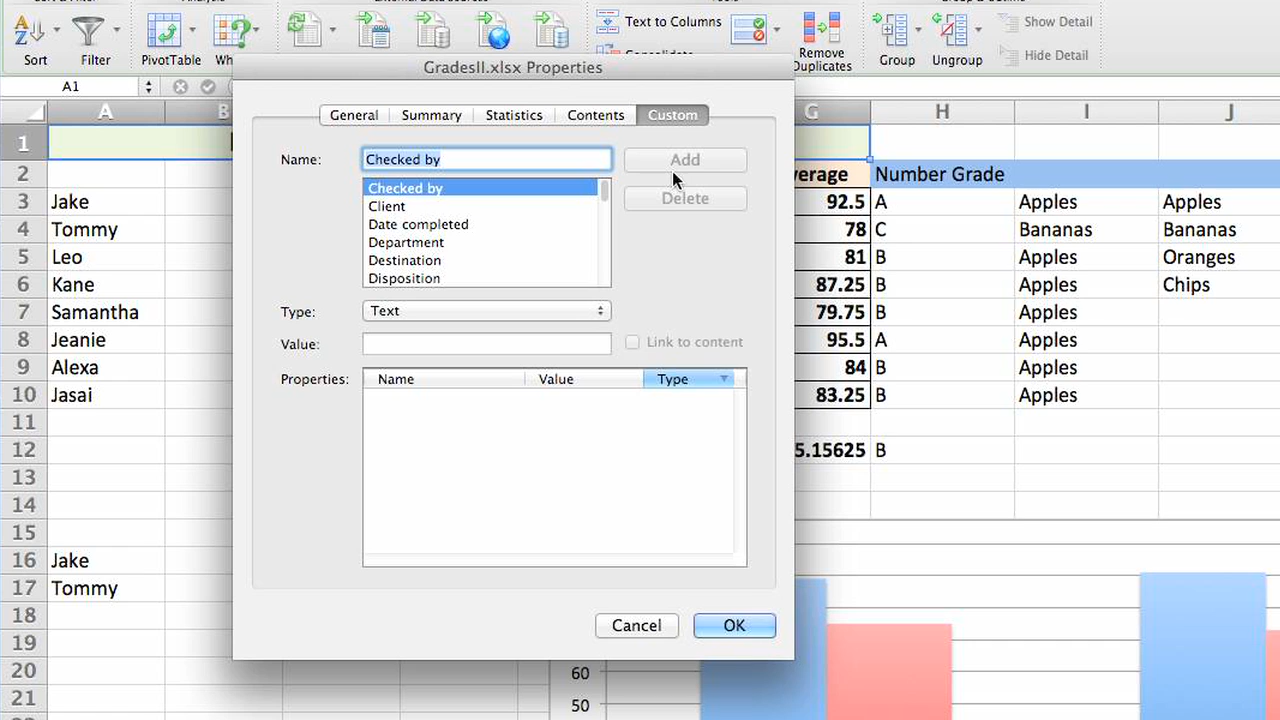 Text to Columns
Show Detail
Hide Detail
Sort
Filter
PivotTable
Remove
Duplicates
Group
Ungroup
GradesII.xlsx Properties
A1
General Summary Statistics Contents Custom
A G H I J
Name: Checked by Add
Delete
Checked by
Client
Date completed
Department
Destination
Disposition
Type: Text
Value: Link to content
Properties: Name Value Type
Cancel OK
1
2 Number Grade
3 Jake 92.5 A Apples Apples
4 Tommy 78 C Bananas Bananas
5 Leo 81 B Apples Oranges
6 Kane 87.25 B Apples Chips
7 Samantha 79.75 B Apples
8 Jeanie 95.5 A Apples
9 Alexa 84 B Apples
10 Jasai 83.25 B Apples
11
12 5.15625 B
13
14
15
16 Jake
17 Tommy
18
19
20
21
60
50